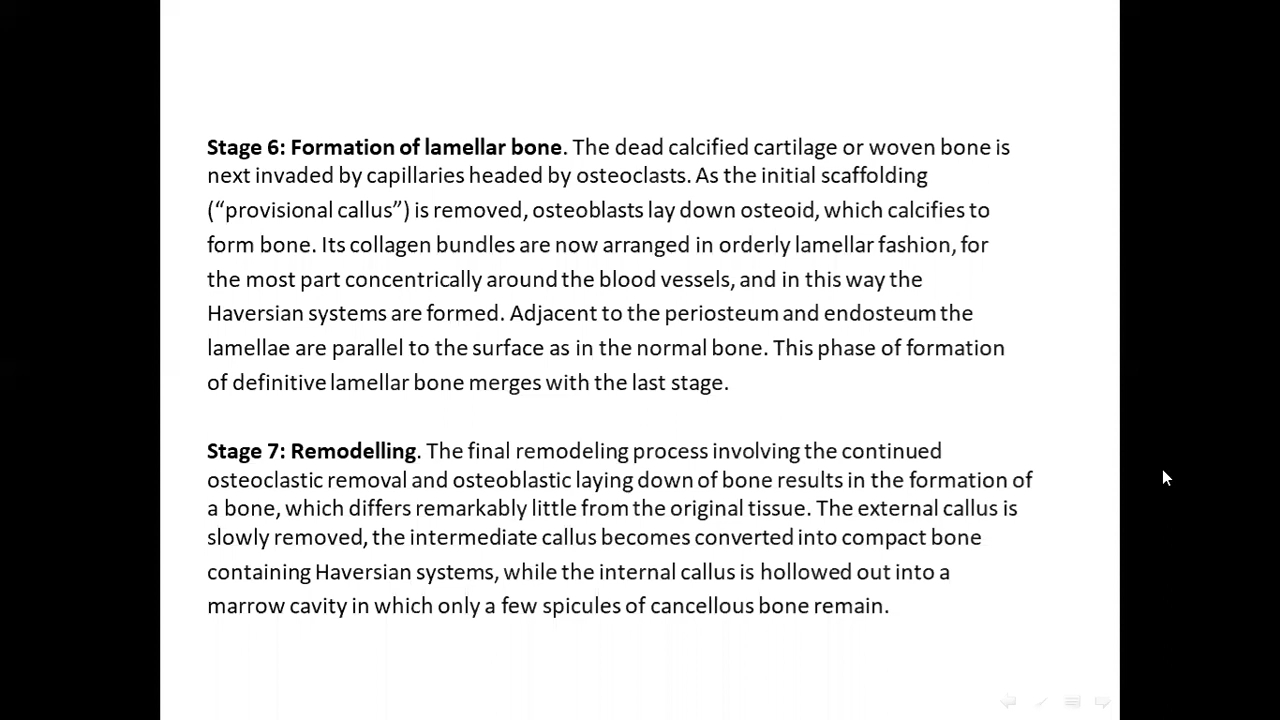 Stage 6: Formation of lamellar bone. The dead calcified cartilage or woven bone is
next invaded by capillaries headed by osteoclasts. As the initial scaffolding
(“provisional callus”) is removed, osteoblasts lay down osteoid, which calcifies to
form bone. Its collagen bundles are now arranged in orderly lamellar fashion, for
the most part concentrically around the blood vessels, and in this way the
Haversian systems are formed. Adjacent to the periosteum and endosteum the
lamellae are parallel to the surface as in the normal bone. This phase of formation
of definitive lamellar bone merges with the last stage.
Stage 7: Remodelling. The final remodeling process involving the continued
osteoclastic removal and osteoblastic laying down of bone results in the formation of
a bone, which differs remarkably little from the original tissue. The external callus is
slowly removed, the intermediate callus becomes converted into compact bone
containing Haversian systems, while the internal callus is hollowed out into a
marrow cavity in which only a few spicules of cancellous bone remain.